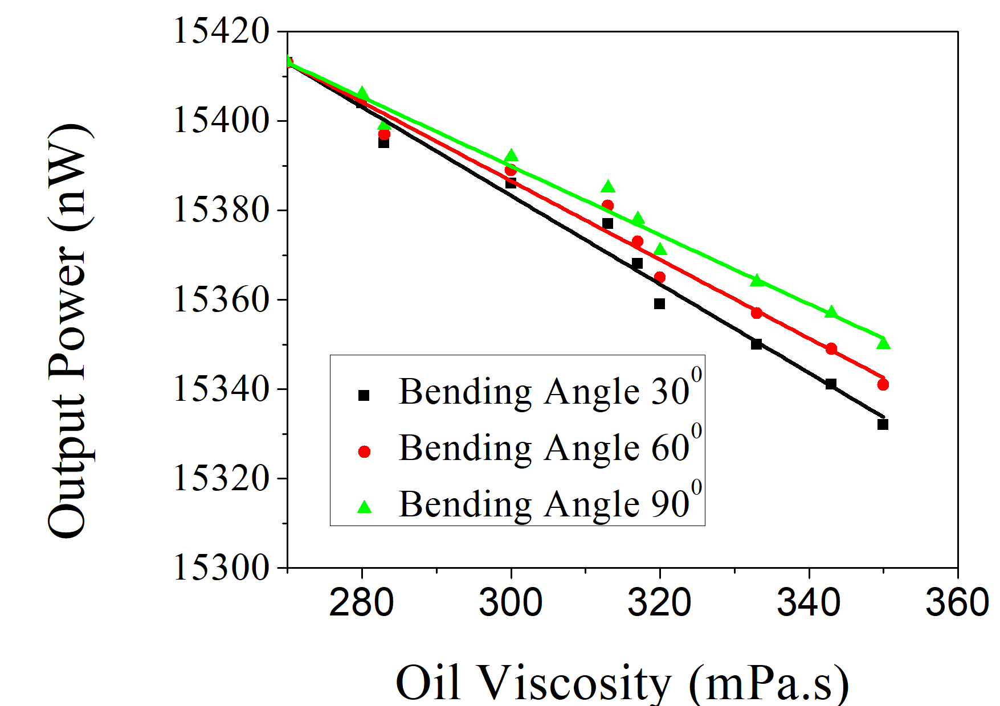 15420
15400
15380
15360
15340
15320
15300
Output Power (nW)
Bending Angle 30⁰
Bending Angle 60⁰
Bending Angle 90⁰
280 300 320 340 360
Oil Viscosity (mPa.s)